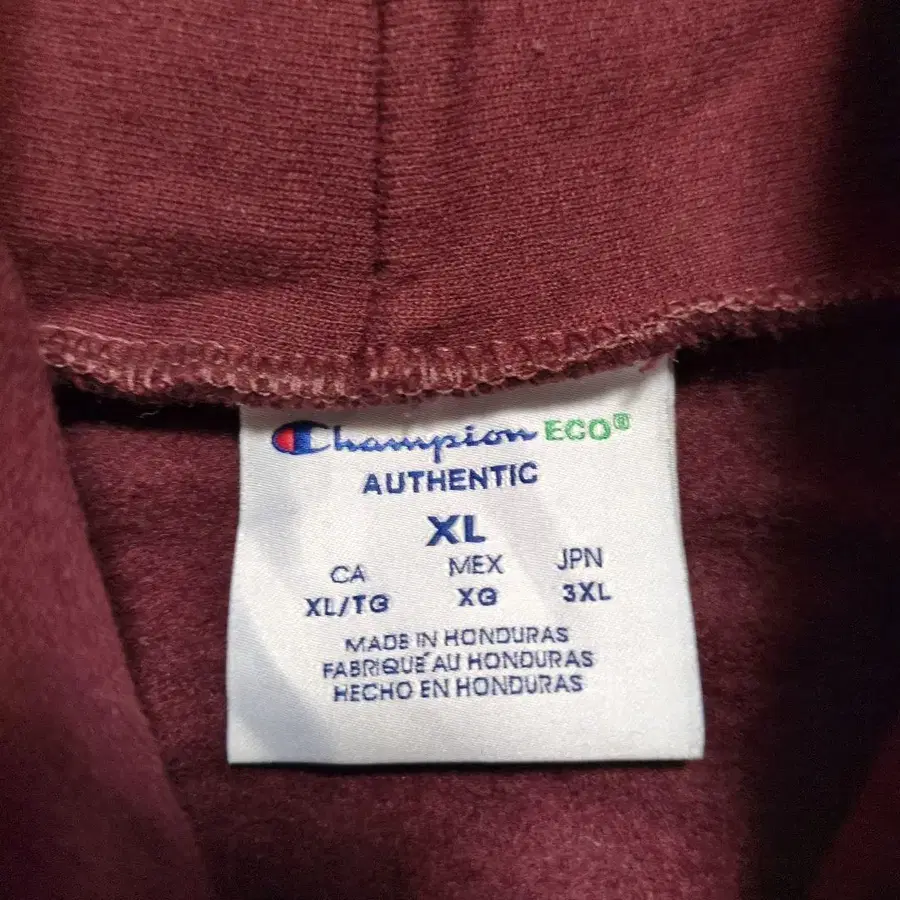 Champion ECO®
AUTHENTIC
XL
CA MEX JPN
XL/TG XG 3XL
MADE IN HONDURAS
FABRIQUÉ AU HONDURAS
HECHO EN HONDURAS